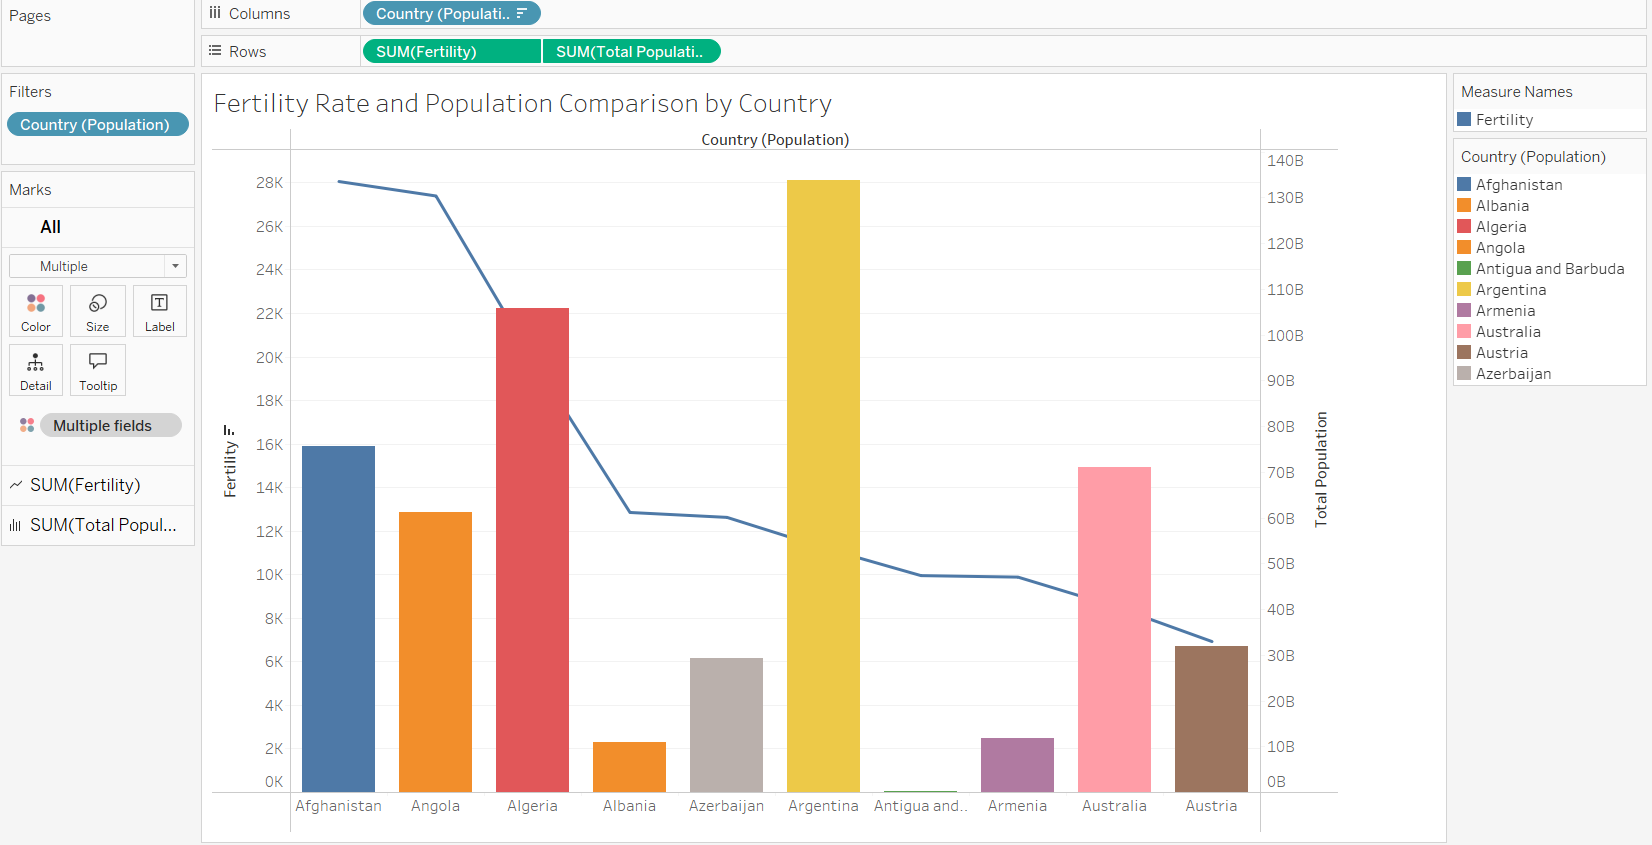 Pages
Columns
Country (Populati..
Rows
SUM(Fertility)
SUM(Total Populati..
Filters
Country (Population)
Marks
All
Multiple
Color
Size
Label
Detail
Tooltip
Multiple fields
SUM(Fertility)
SUM(Total Popul...
Fertility Rate and Population Comparison by Country
Country (Population)
28K
26K
24K
22K
20K
18K
16K
14K
12K
10K
8K
6K
4K
2K
0K
Fertility
140B
130B
120B
110B
100B
90B
80B
70B
60B
50B
40B
30B
20B
10B
0B
Total Population
Afghanistan
Angola
Algeria
Albania
Azerbaijan
Argentina
Antigua and..
Armenia
Australia
Austria
Measure Names
Fertility
Country (Population)
Afghanistan
Albania
Algeria
Angola
Antigua and Barbuda
Argentina
Armenia
Australia
Austria
Azerbaijan